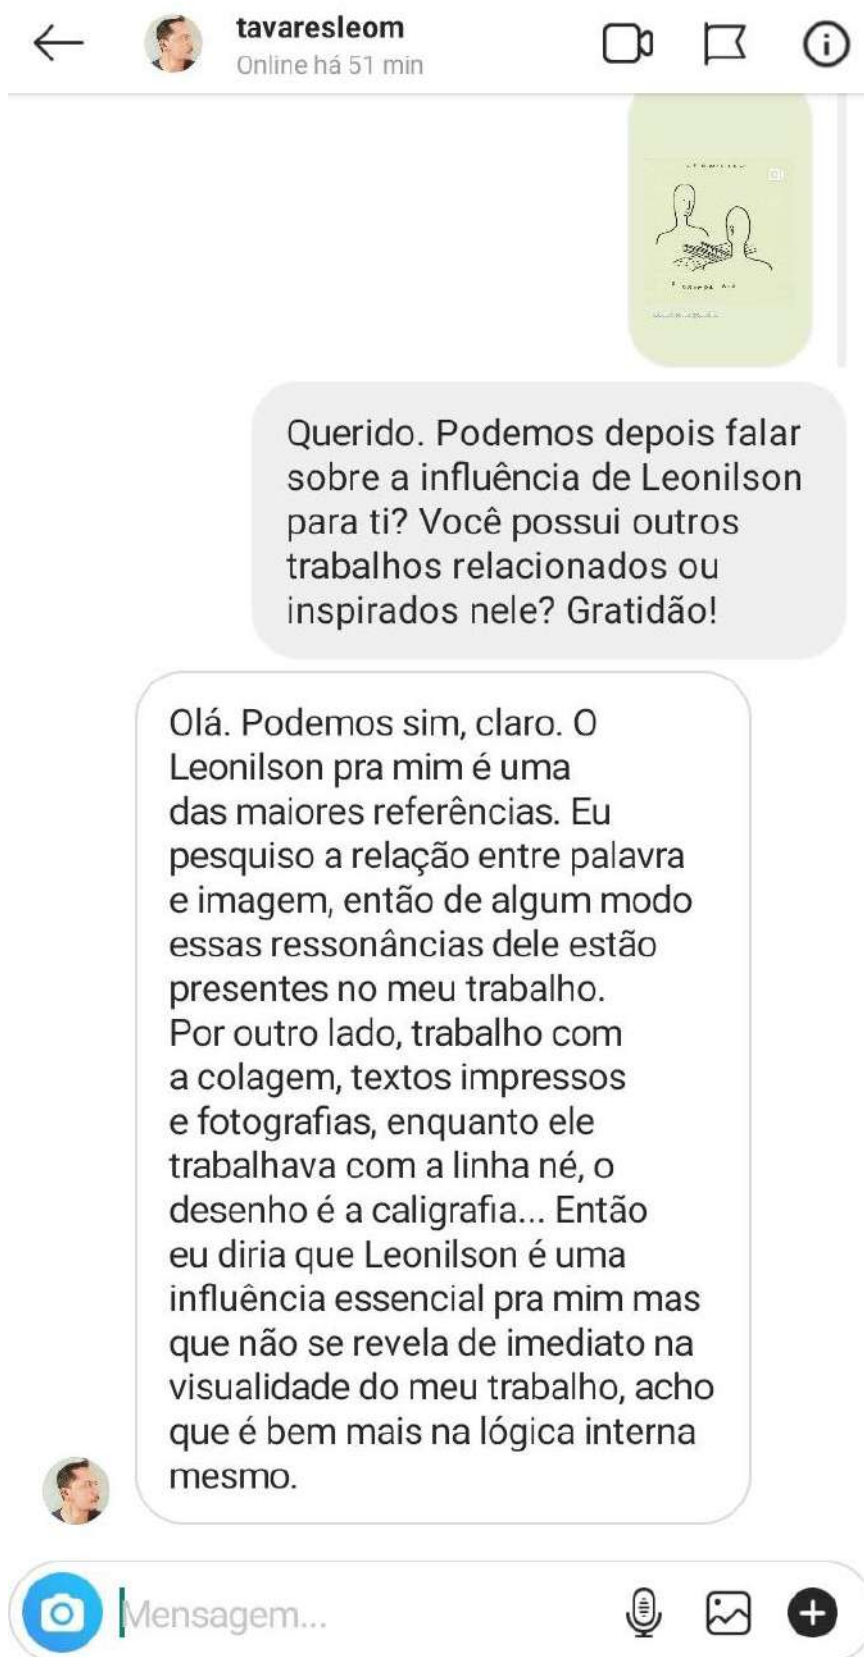 tavaresleom
Online há 51 min
Querido. Podemos depois falar
sobre a influência de Leonilson
para ti? Você possui outros
trabalhos relacionados ou
inspirados nele? Gratidão!
Olá. Podemos sim, claro. O
Leonilson pra mim é uma
das maiores referências. Eu
pesquiso a relação entre palavra
e imagem, então de algum modo
essas ressonâncias dele estão
presentes no meu trabalho.
Por outro lado, trabalho com
a colagem, textos impressos
e fotografias, enquanto ele
trabalhava com a linha né, o
desenho é a caligrafia... Então
eu diria que Leonilson é uma
influência essencial pra mim mas
que não se revela de imediato na
visualidade do meu trabalho, acho
que é bem mais na lógica interna
mesmo.
Mensagem...